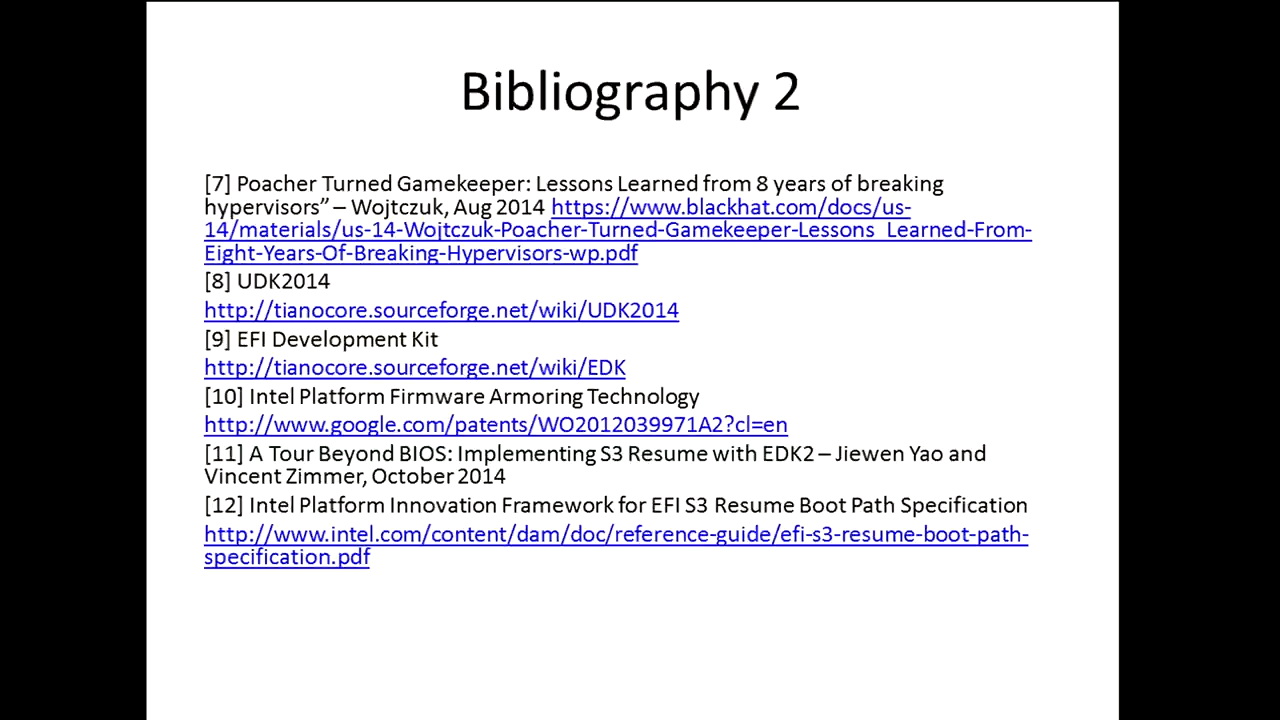 Bibliography 2
[7] Poacher Turned Gamekeeper: Lessons Learned from 8 years of breaking
hypervisors” – Wojtczuk, Aug 2014 https://www.blackhat.com/docs/us-
14/materials/us-14-Wojtczuk-Poacher-Turned-Gamekeeper-Lessons_Learned-From-
Eight-Years-Of-Breaking-Hypervisors-wp.pdf
[8] UDK2014
http://tianocore.sourceforge.net/wiki/UDK2014
[9] EFI Development Kit
http://tianocore.sourceforge.net/wiki/EDK
[10] Intel Platform Firmware Armoring Technology
http://www.google.com/patents/WO2012039971A2?cl=en
[11] A Tour Beyond BIOS: Implementing S3 Resume with EDK2 – Jiewen Yao and
Vincent Zimmer, October 2014
[12] Intel Platform Innovation Framework for EFI S3 Resume Boot Path Specification
http://www.intel.com/content/dam/doc/reference-guide/efi-s3-resume-boot-path-
specification.pdf